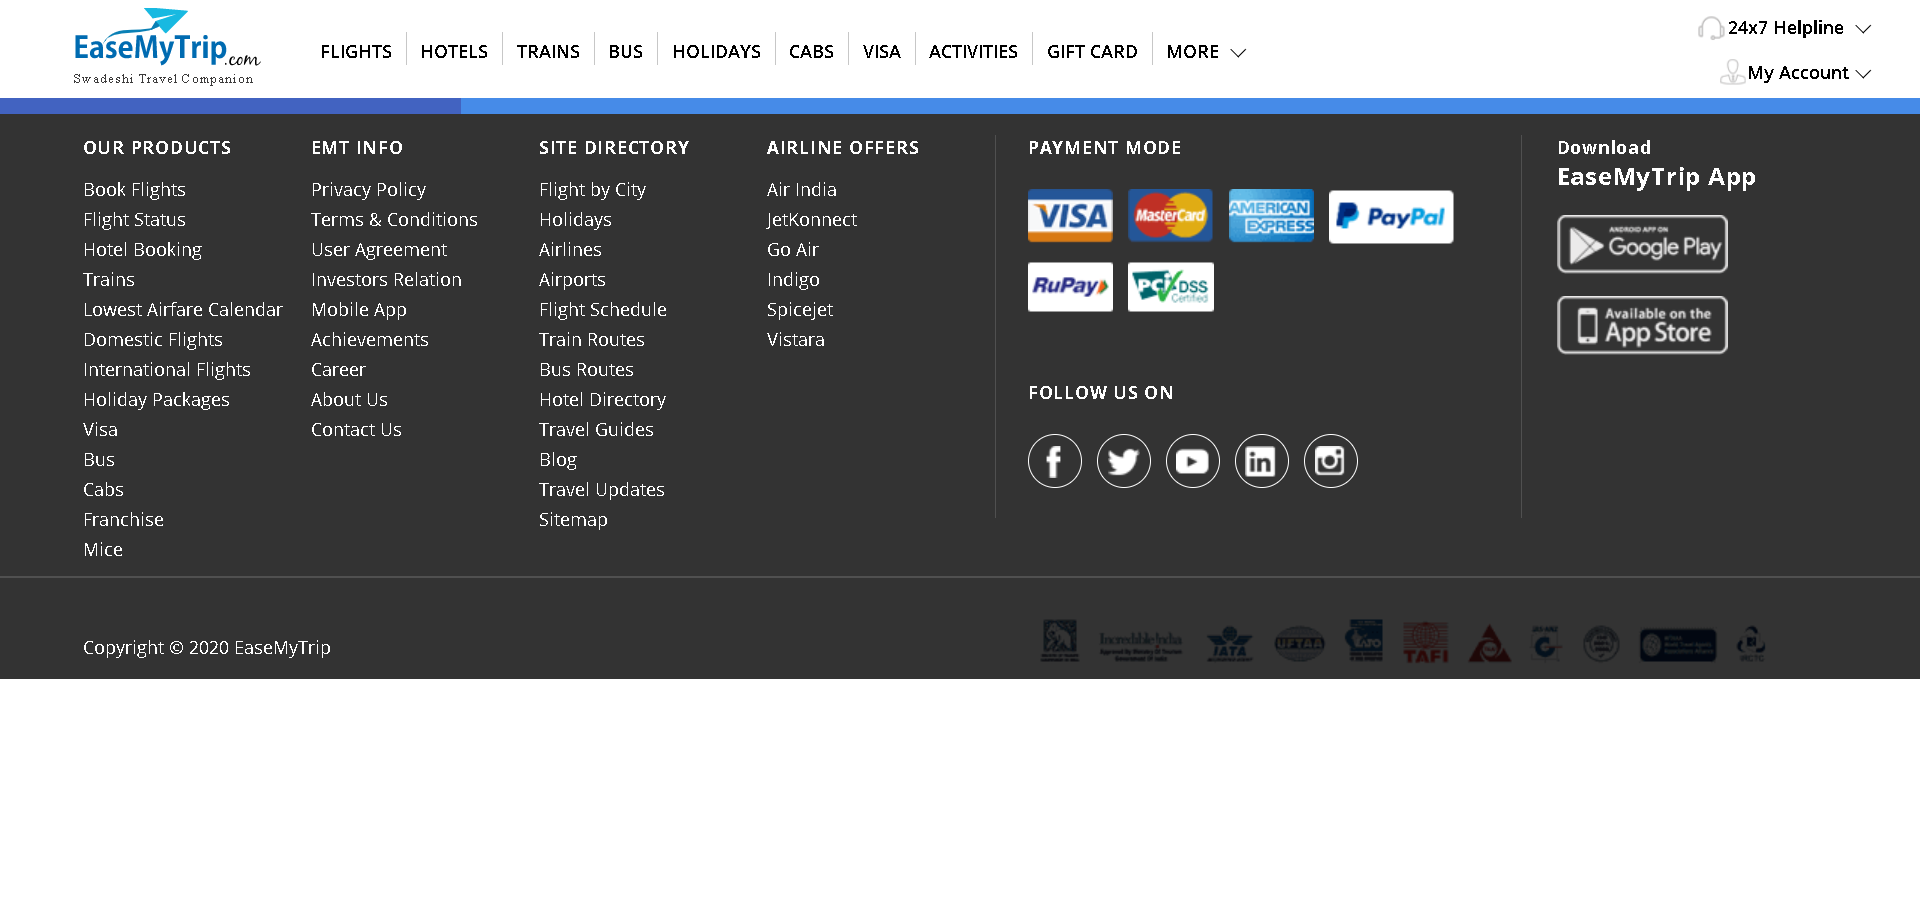 EaseMyTrip.com
Swadeshi Travel Companion
FLIGHTS
HOTELS
TRAINS
BUS
HOLIDAYS
CABS
VISA
ACTIVITIES
GIFT CARD
MORE
24x7 Helpline
My Account
OUR PRODUCTS
Book Flights
Flight Status
Hotel Booking
Trains
Lowest Airfare Calendar
Domestic Flights
International Flights
Holiday Packages
Visa
Bus
Cabs
Franchise
Mice
EMT INFO
Privacy Policy
Terms & Conditions
User Agreement
Investors Relation
Mobile App
Achievements
Career
About Us
Contact Us
SITE DIRECTORY
Flight by City
Holidays
Airlines
Airports
Flight Schedule
Train Routes
Bus Routes
Hotel Directory
Travel Guides
Blog
Travel Updates
Sitemap
AIRLINE OFFERS
Air India
JetKonnect
Go Air
Indigo
Spicejet
Vistara
PAYMENT MODE
VISA
MasterCard
AMERICAN EXPRESS
PayPal
RuPay
PCI DSS
Certified
FOLLOW US ON
Download
EaseMyTrip App
ANDROID APP ON
Google Play
Available on the
App Store
Copyright © 2020 EaseMyTrip
Incredible India
IATA
UFTAA
TAFI
IRCTC